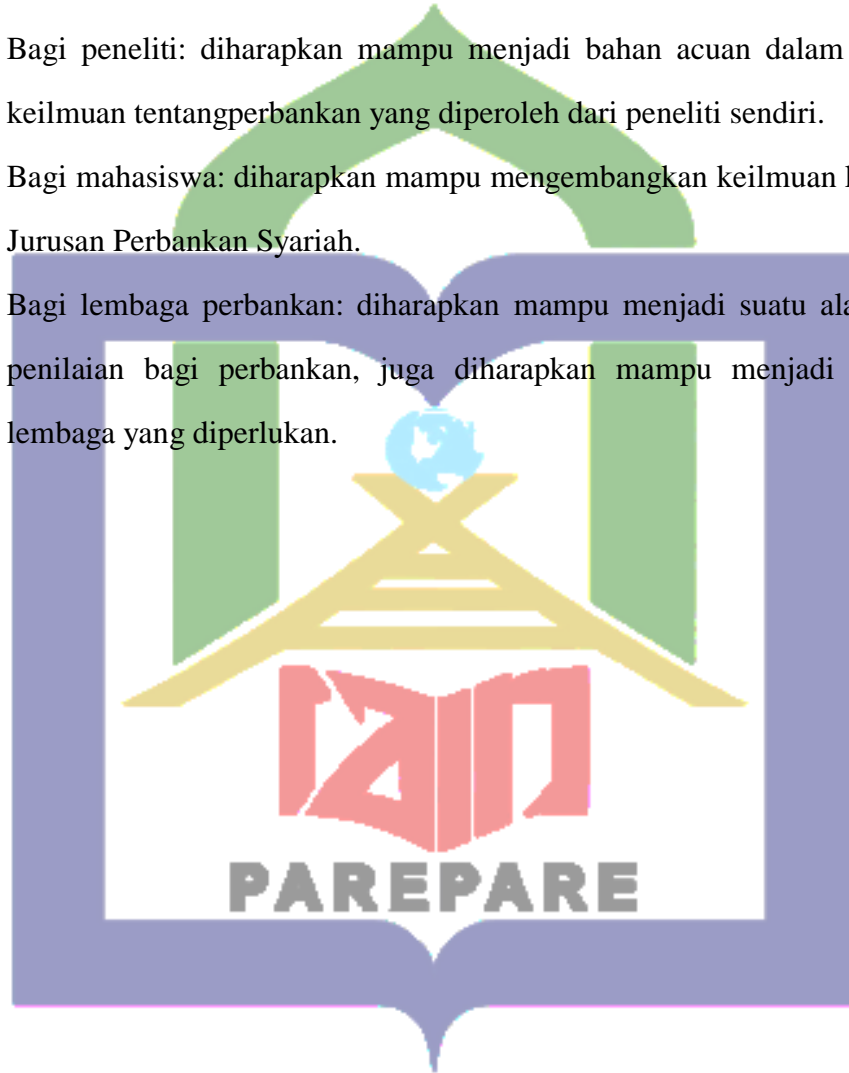 Bagi peneliti: diharapkan mampu menjadi bahan acuan dalam
keilmuan tentangperbankan yang diperoleh dari peneliti sendiri.
Bagi mahasiswa: diharapkan mampu mengembangkan keilmuan
Jurusan Perbankan Syariah.
Bagi lembaga perbankan: diharapkan mampu menjadi suatu
penilaian bagi perbankan, juga diharapkan mampu menjadi
lembaga yang diperlukan.
iain
PAREPARE